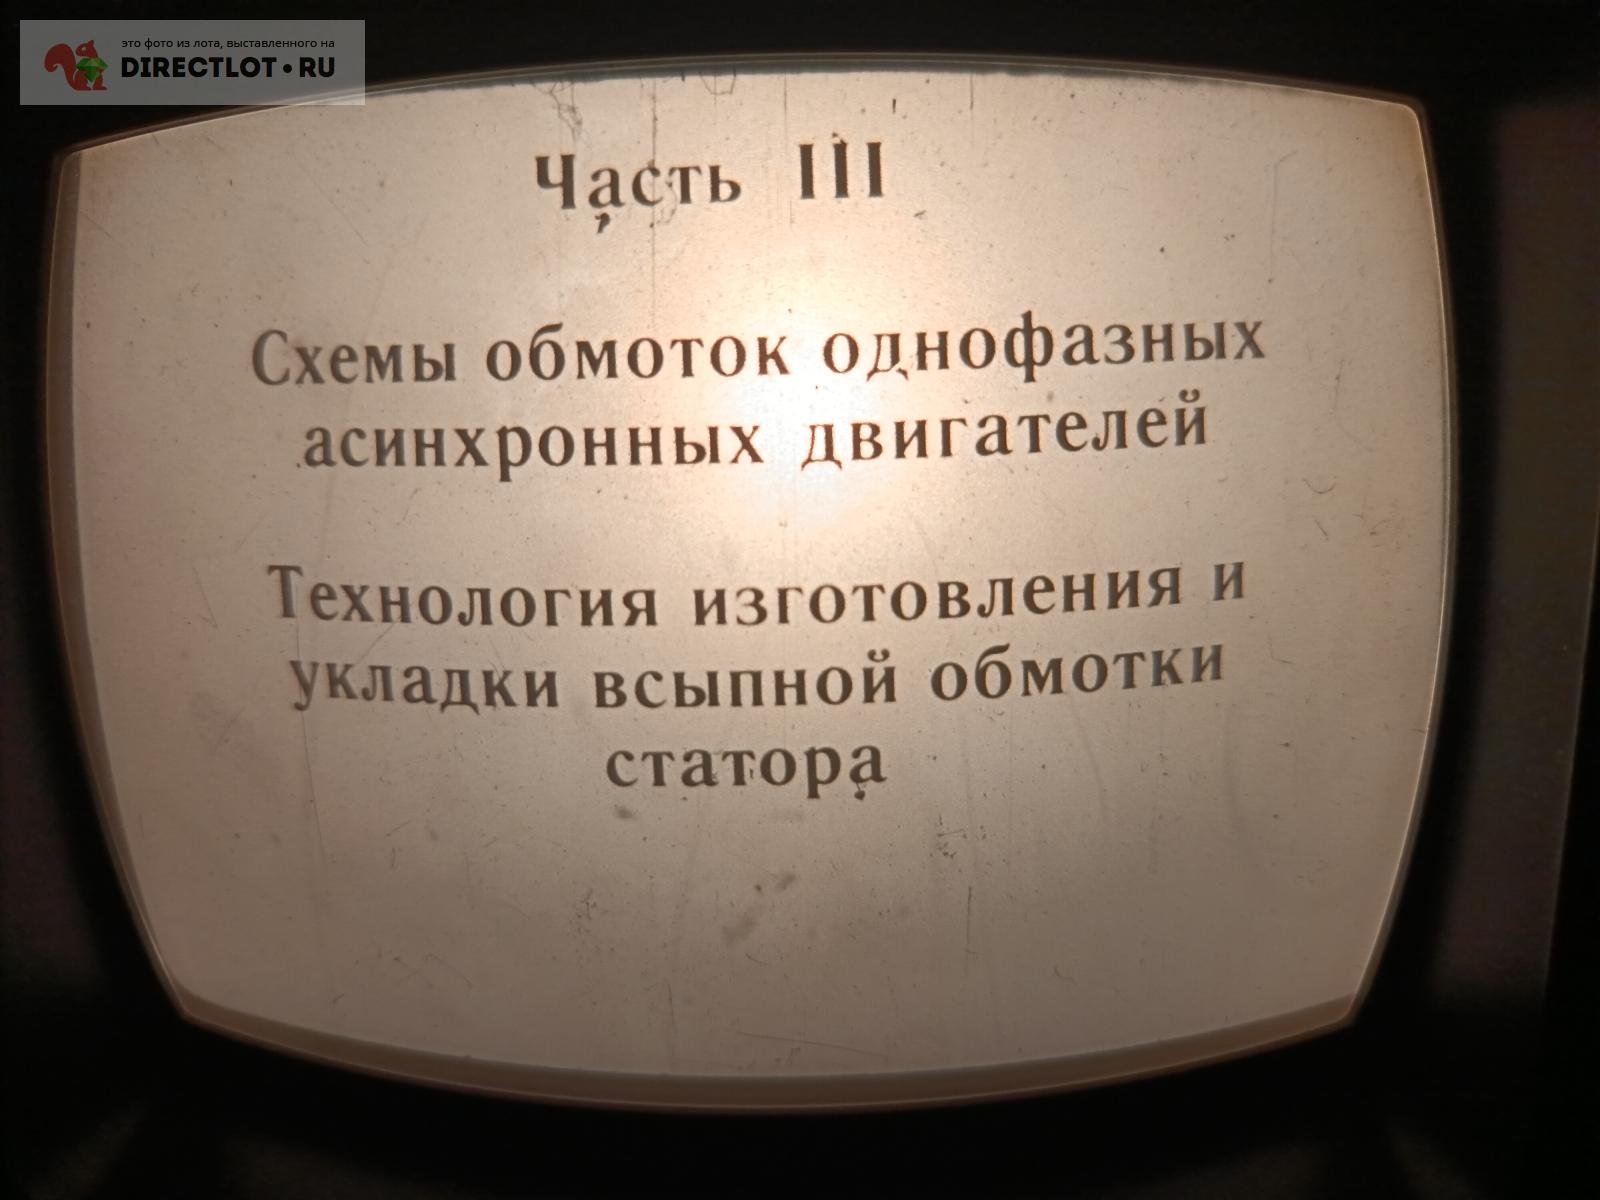 это фото из лота, выставленного на
DIRECTLOT•RU
Часть III
Схемы обмоток однофазных
асинхронных двигателей
Технология изготовления и
укладки всыпной обмотки
статора